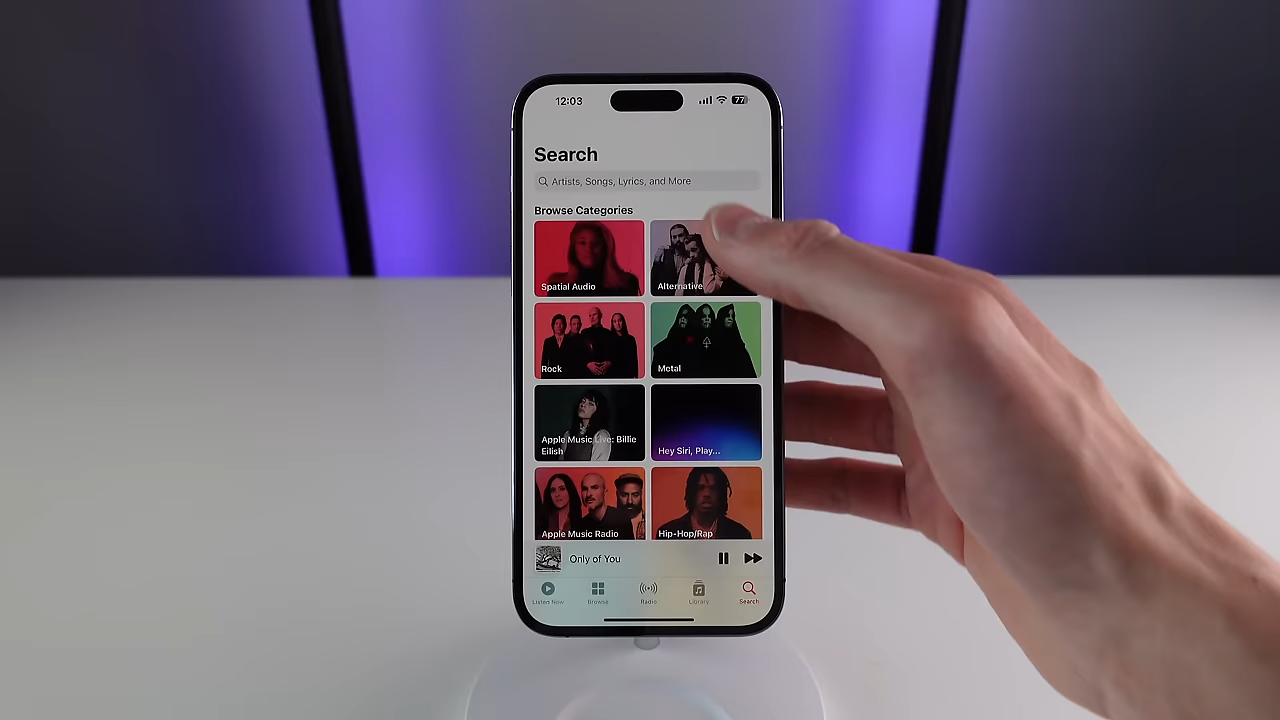 12:03
77
Search
Artists, Songs, Lyrics, and More
Browse Categories
Spatial Audio
Alternative
Rock
Metal
Apple Music Live: Billie
Eilish
Hey Siri, Play...
Apple Music Radio
Hip-Hop/Rap
Only of You
Listen Now
Browse
Radio
Library
Search